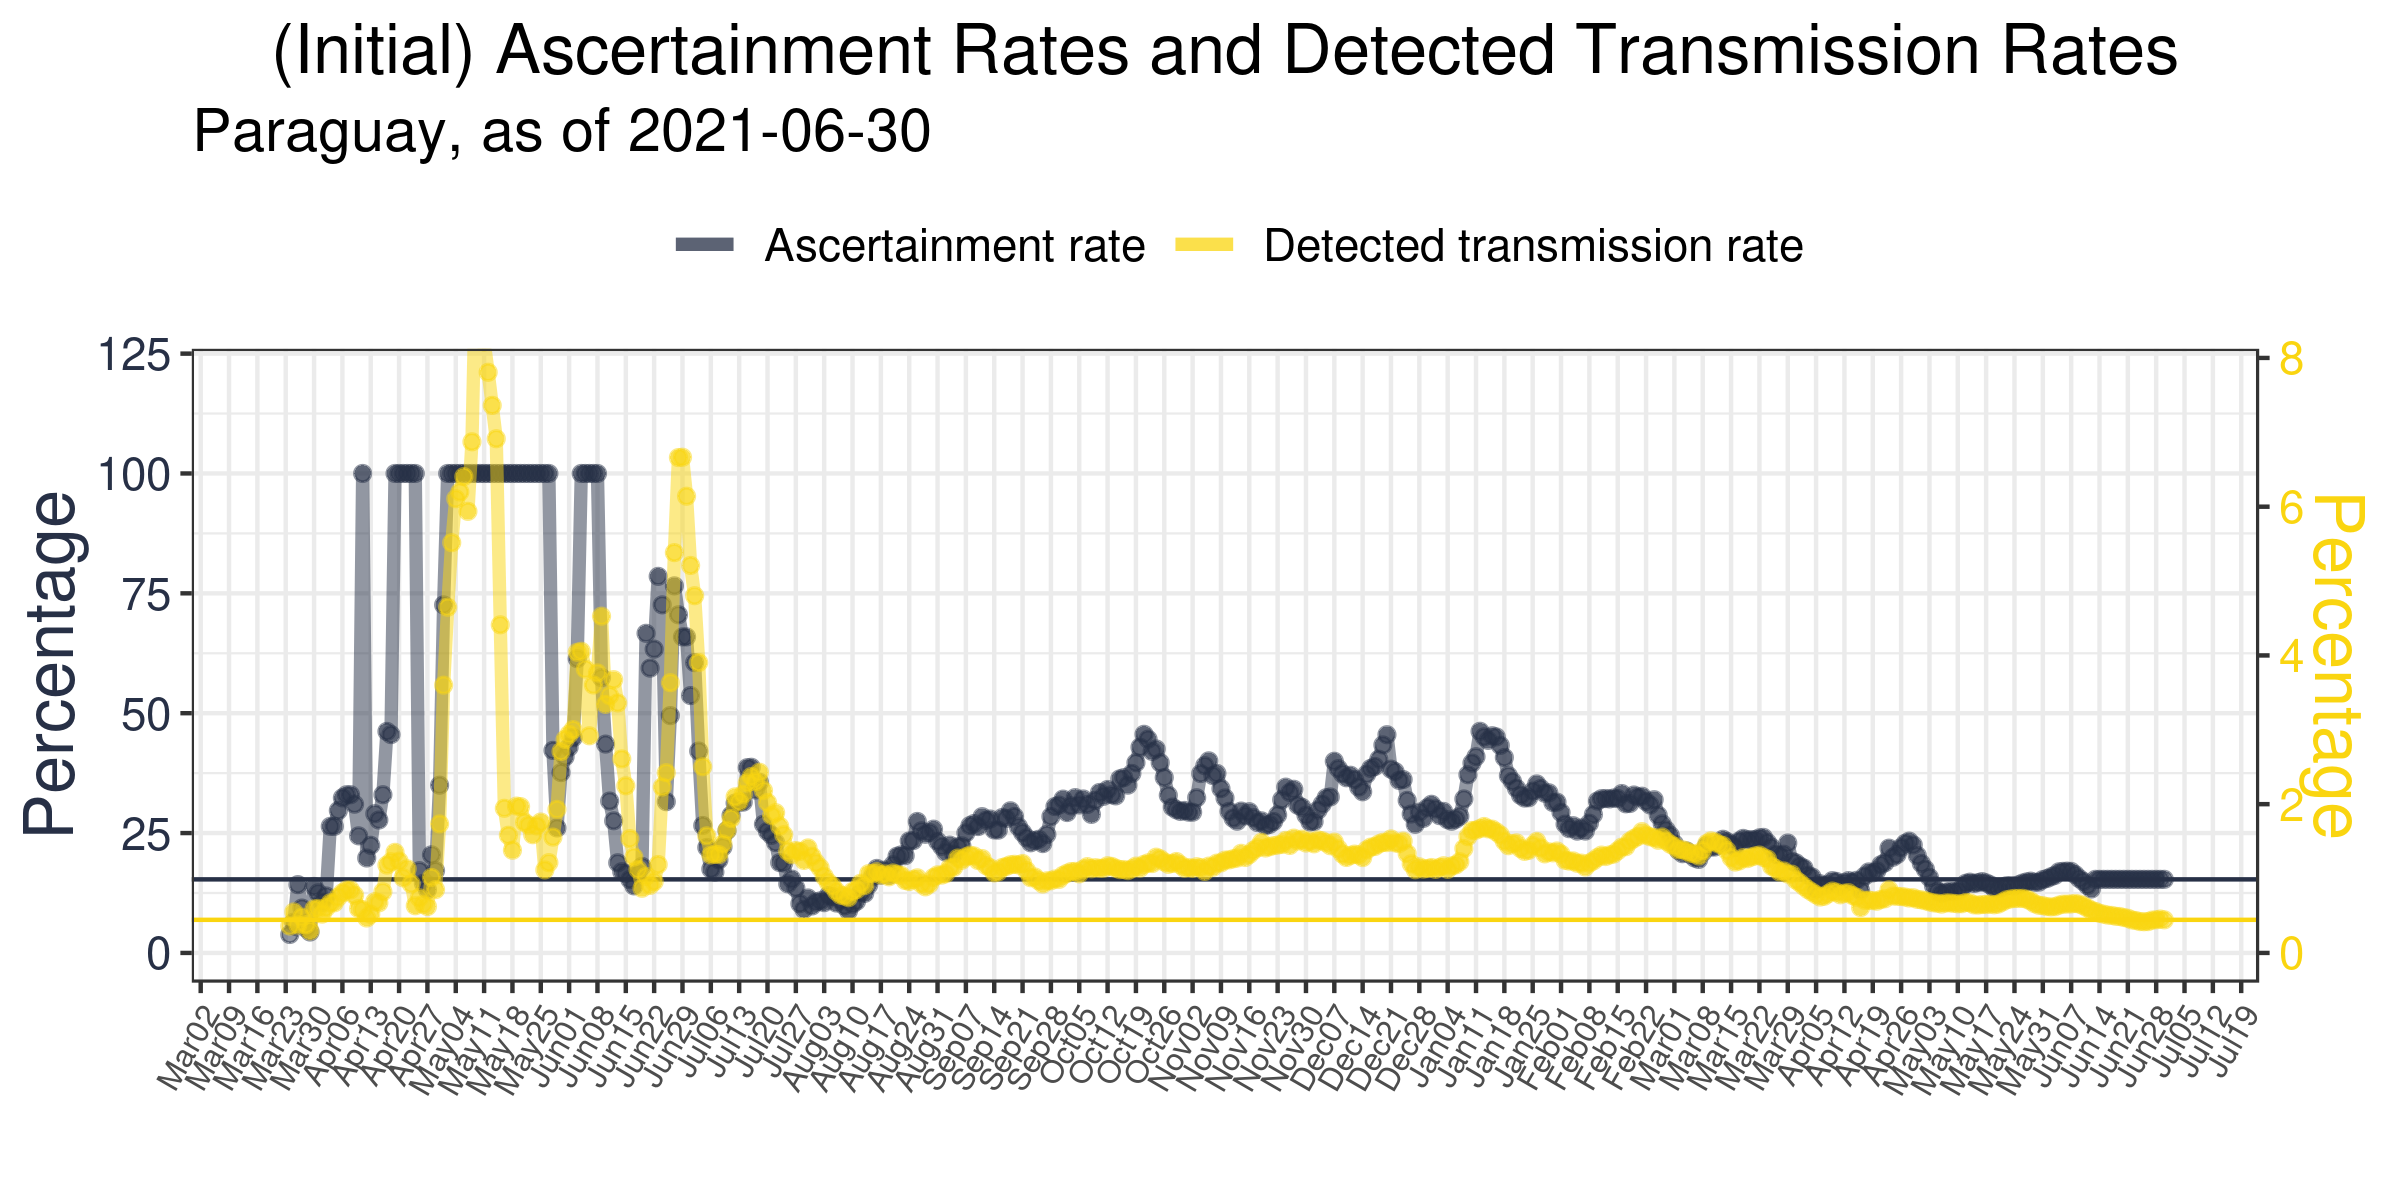 (Initial) Ascertainment Rates and Detected Transmission Rates
Paraguay, as of 2021-06-30
Ascertainment rate
Detected transmission rate
Percentage
125
100
75
50
25
0
8
6
4
2
0
Percentage
Mar02
Mar09
Mar16
Mar23
Mar30
Apr06
Apr13
Apr20
Apr27
May04
May11
May18
May25
Jun01
Jun08
Jun15
Jun22
Jun29
Jul06
Jul13
Jul20
Jul27
Aug03
Aug10
Aug17
Aug24
Aug31
Sep07
Sep14
Sep21
Sep28
Oct05
Oct12
Oct19
Oct26
Nov02
Nov09
Nov16
Nov23
Nov30
Dec07
Dec14
Dec21
Dec28
Jan04
Jan11
Jan18
Jan25
Feb01
Feb08
Feb15
Feb22
Mar01
Mar08
Mar15
Mar22
Mar29
Apr05
Apr12
Apr19
Apr26
May03
May10
May17
May24
May31
Jun07
Jun14
Jun21
Jun28
Jul05
Jul12
Jul19